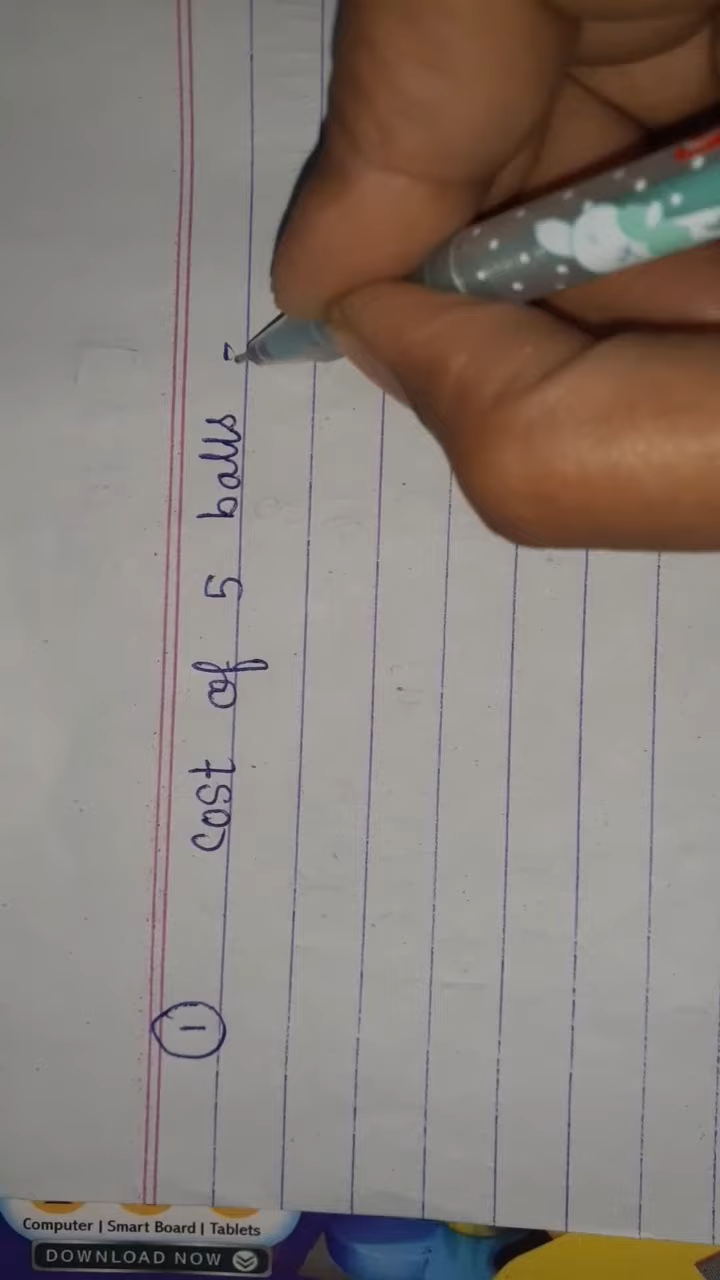 ① cost of 5 balls =
Computer | Smart Board | Tablets
DOWNLOAD NOW